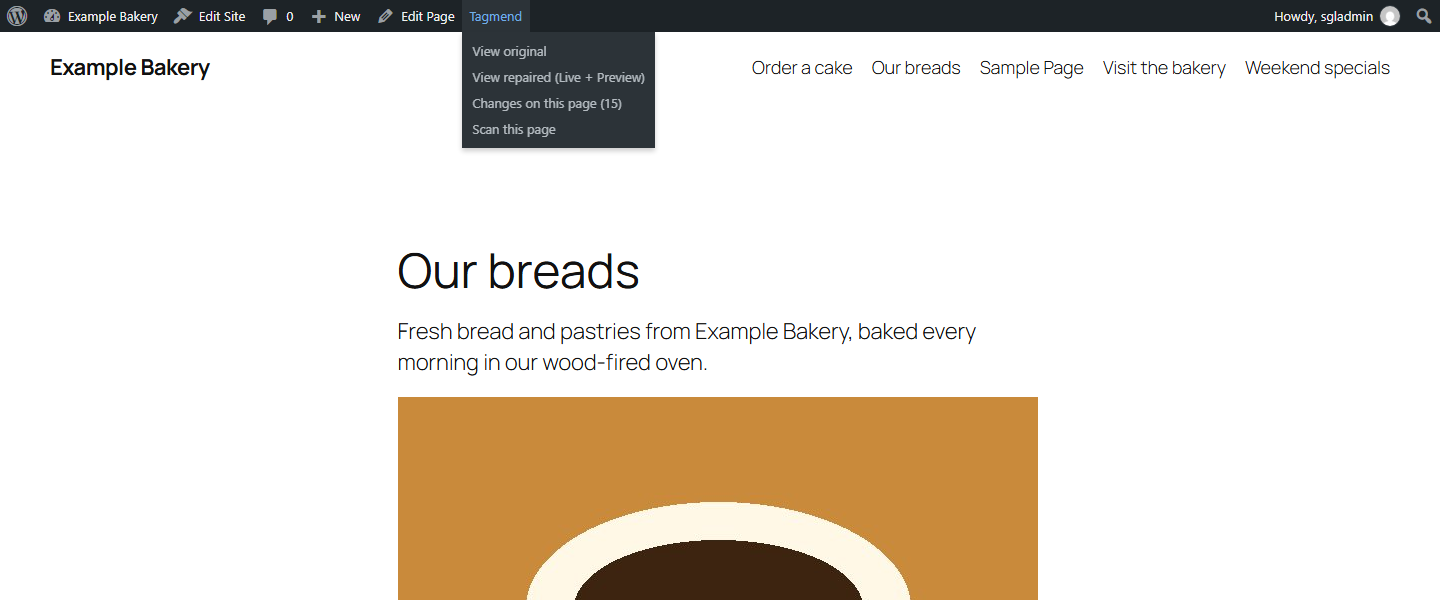 Example Bakery Edit Site 0 New Edit Page Tagmend Howdy, sgladmin
View original
View repaired (Live + Preview)
Changes on this page (15)
Scan this page
Example Bakery Order a cake Our breads Sample Page Visit the bakery Weekend specials
Our breads
Fresh bread and pastries from Example Bakery, baked every
morning in our wood-fired oven.